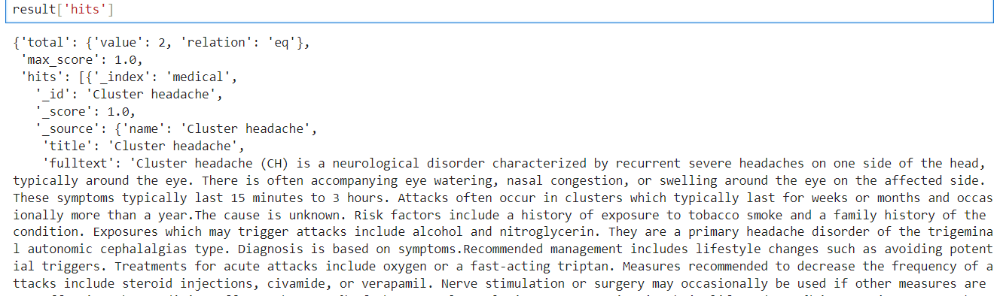 result['hits']
{'total': {'value': 2, 'relation': 'eq'},
'max_score': 1.0,
'hits': [{'_index': 'medical',
'_id': 'Cluster headache',
'_score': 1.0,
'_source': {'name': 'Cluster headache',
'title': 'Cluster headache',
'fulltext': 'Cluster headache (CH) is a neurological disorder characterized by recurrent severe headaches on one side of the head,
typically around the eye. There is often accompanying eye watering, nasal congestion, or swelling around the eye on the affected side.
These symptoms typically last 15 minutes to 3 hours. Attacks often occur in clusters which typically last for weeks or months and occas
ionally more than a year.The cause is unknown. Risk factors include a history of exposure to tobacco smoke and a family history of the
condition. Exposures which may trigger attacks include alcohol and nitroglycerin. They are a primary headache disorder of the trigemina
l autonomic cephalalgias type. Diagnosis is based on symptoms.Recommended management includes lifestyle changes such as avoiding potent
ial triggers. Treatments for acute attacks include oxygen or a fast-acting triptan. Measures recommended to decrease the frequency of a
ttacks include steroid injections, civamide, or verapamil. Nerve stimulation or surgery may occasionally be used if other measures are